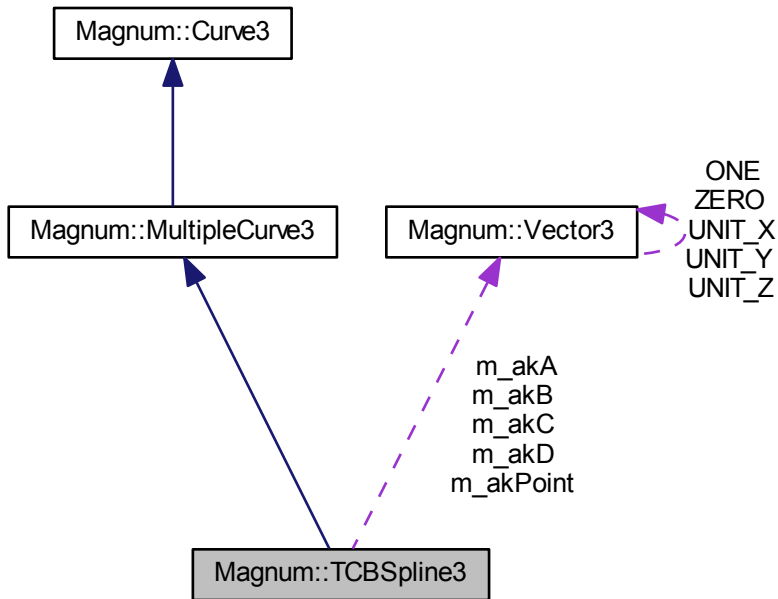 Magnum::Curve3
Magnum::MultipleCurve3
Magnum::Vector3
ONE
ZERO
UNIT_X
UNIT_Y
UNIT_Z
m_akA
m_akB
m_akC
m_akD
m_akPoint
Magnum::TCBSpline3